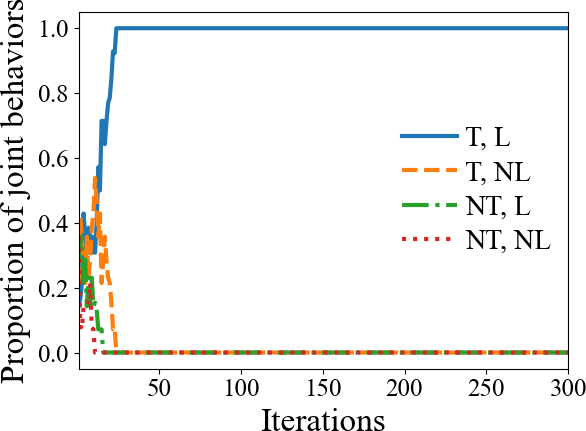 Proportion of joint behaviors
1.0
0.8
0.6
0.4
0.2
0.0
T, L
T, NL
NT, L
NT, NL
50 100 150 200 250 300
Iterations